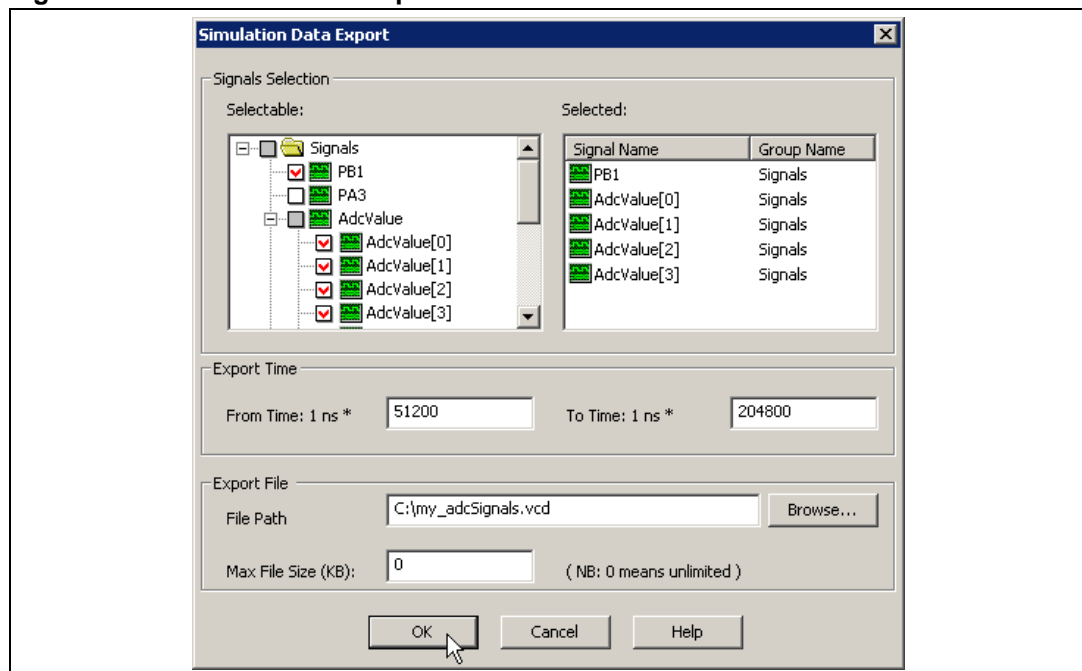 Simulation Data Export
Signals Selection
Selectable:
Selected:
Signals
PB1
PA3
AdcValue
AdcValue[0]
AdcValue[1]
AdcValue[2]
AdcValue[3]
Signal Name Group Name
PB1 Signals
AdcValue[0] Signals
AdcValue[1] Signals
AdcValue[2] Signals
AdcValue[3] Signals
Export Time
From Time: 1 ns * 51200 To Time: 1 ns * 204800
Export File
File Path C:\my_adcSignals.vcd Browse...
Max File Size (KB): 0 ( NB: 0 means unlimited )
OK Cancel Help